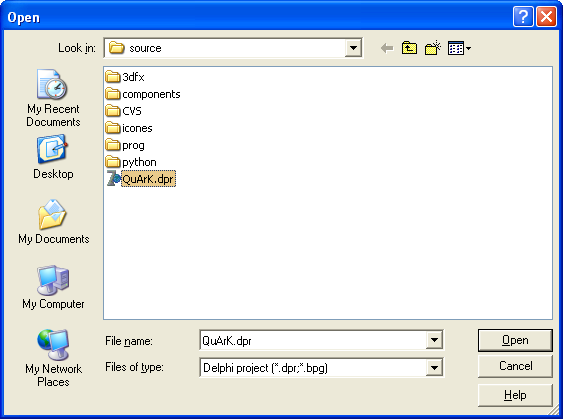 Open
Look in: source
3dfx
components
CVS
icones
prog
python
QuArK.dpr
My Recent
Documents
Desktop
My Documents
My Computer
My Network
Places
File name: QuArK.dpr Open
Files of type: Delphi project (*.dpr;*.bpg) Cancel
Help